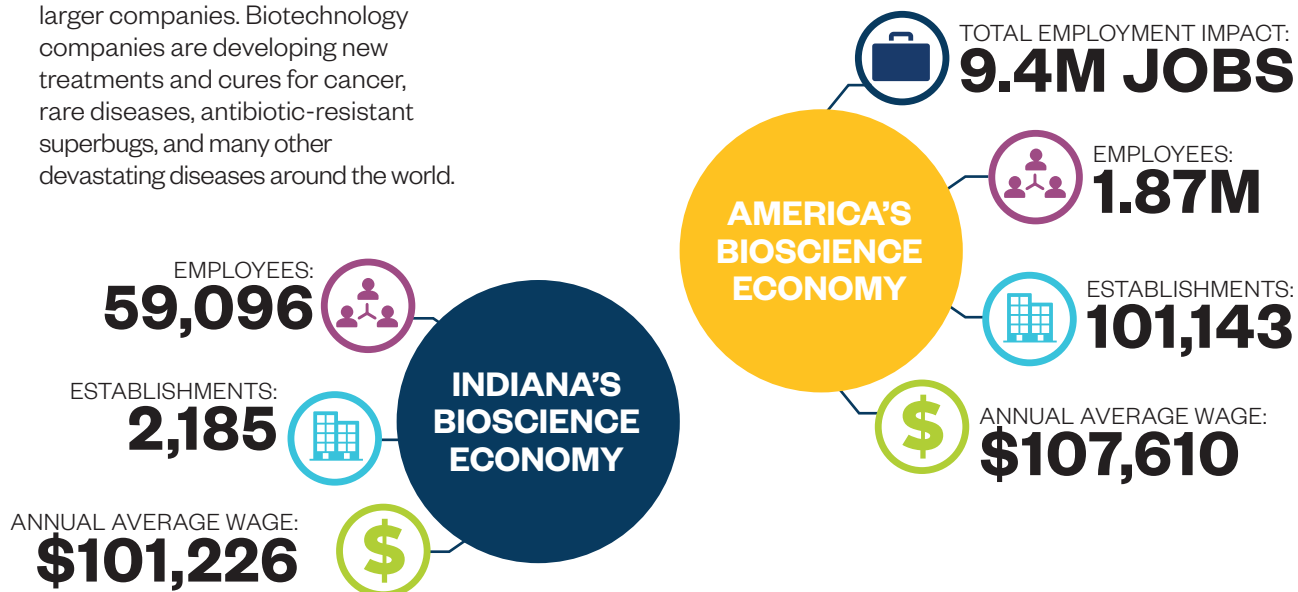 larger companies. Biotechnology
companies are developing new
treatments and cures for cancer,
rare diseases, antibiotic-resistant
superbugs, and many other
devastating diseases around the world.
TOTAL EMPLOYMENT IMPACT:
9.4M JOBS
EMPLOYEES:
1.87M
AMERICA'S
BIOSCIENCE
ECONOMY
ESTABLISHMENTS:
101,143
ANNUAL AVERAGE WAGE:
$107,610
EMPLOYEES:
59,096
ESTABLISHMENTS:
2,185
INDIANA'S
BIOSCIENCE
ECONOMY
ANNUAL AVERAGE WAGE:
$101,226